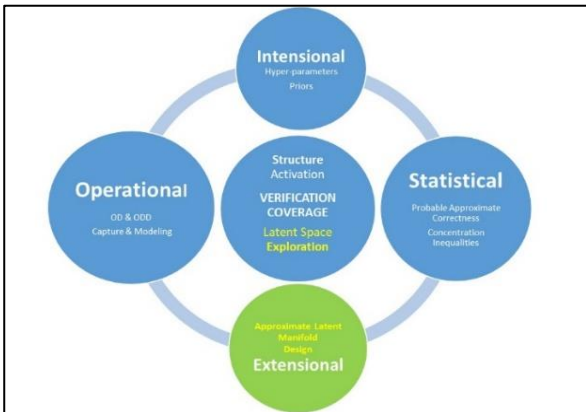 Intensional
Hyper-parameters
Priors
Operational
OD & ODD
Capture & Modeling
Structure
Activation
VERIFICATION
COVERAGE
Latent Space
Exploration
Statistical
Probable Approximate
Correctness
Concentration
Inequalities
Approximate Latent
Manifold
Design
Extensional